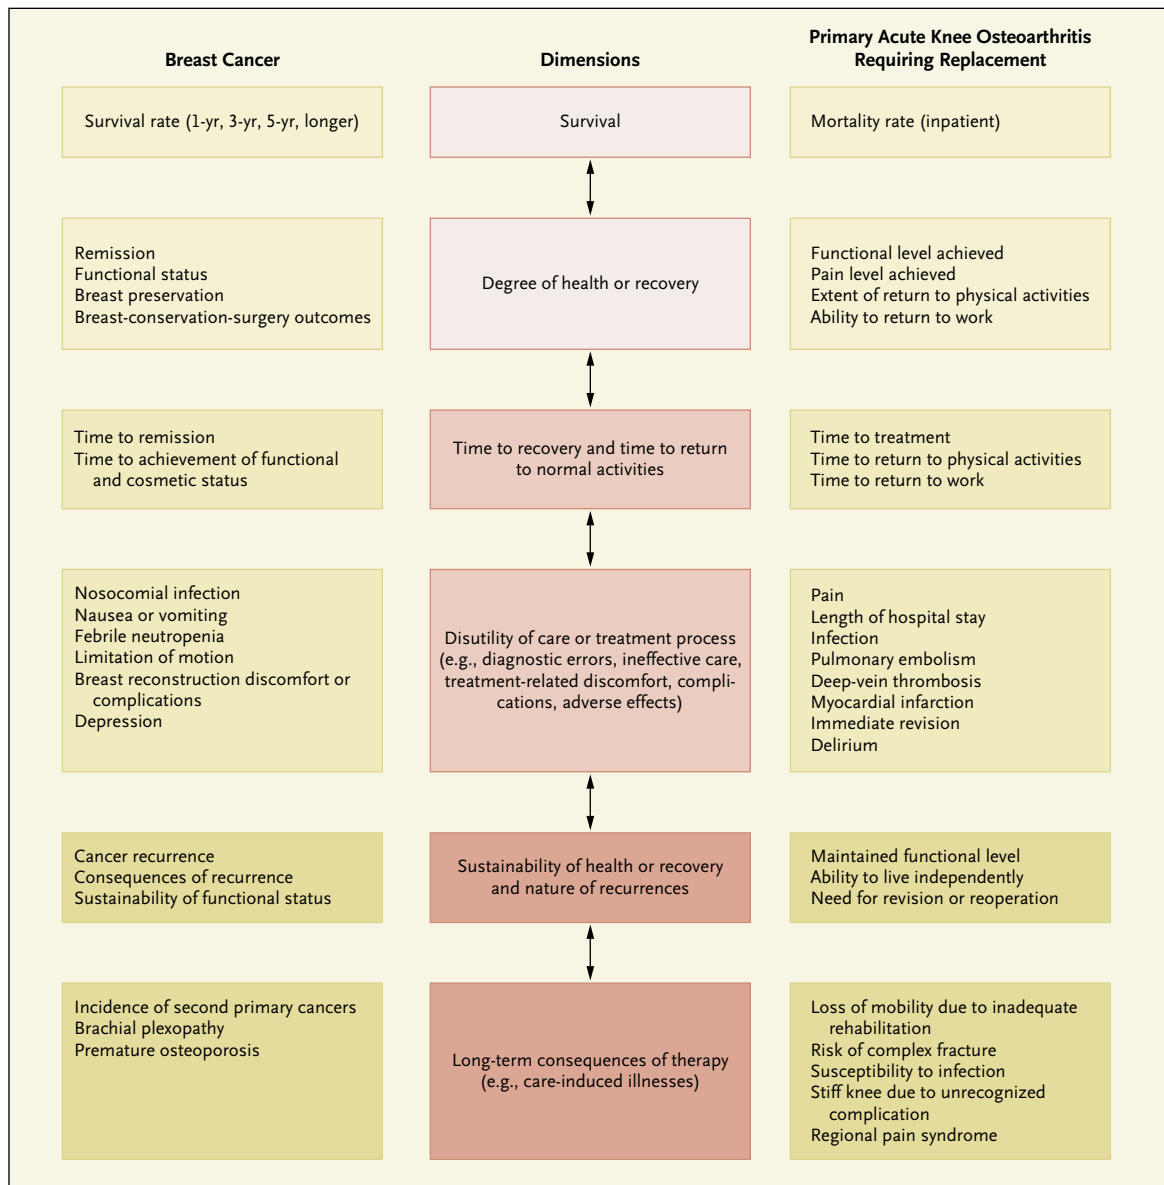 Breast Cancer
Dimensions
Primary Acute Knee Osteoarthritis
Requiring Replacement
Survival rate (1-yr, 3-yr, 5-yr, longer)
Survival
Mortality rate (inpatient)
Remission
Functional status
Breast preservation
Breast-conservation-surgery outcomes
Degree of health or recovery
Functional level achieved
Pain level achieved
Extent of return to physical activities
Ability to return to work
Time to remission
Time to achievement of functional
and cosmetic status
Time to recovery and time to return
to normal activities
Time to treatment
Time to return to physical activities
Time to return to work
Nosocomial infection
Nausea or vomiting
Febrile neutropenia
Limitation of motion
Breast reconstruction discomfort or
complications
Depression
Disutility of care or treatment process
(e.g., diagnostic errors, ineffective care,
treatment-related discomfort, compli-
cations, adverse effects)
Pain
Length of hospital stay
Infection
Pulmonary embolism
Deep-vein thrombosis
Myocardial infarction
Immediate revision
Delirium
Cancer recurrence
Consequences of recurrence
Sustainability of functional status
Sustainability of health or recovery
and nature of recurrences
Maintained functional level
Ability to live independently
Need for revision or reoperation
Incidence of second primary cancers
Brachial plexopathy
Premature osteoporosis
Long-term consequences of therapy
(e.g., care-induced illnesses)
Loss of mobility due to inadequate
rehabilitation
Risk of complex fracture
Susceptibility to infection
Stiff knee due to unrecognized
complication
Regional pain syndrome